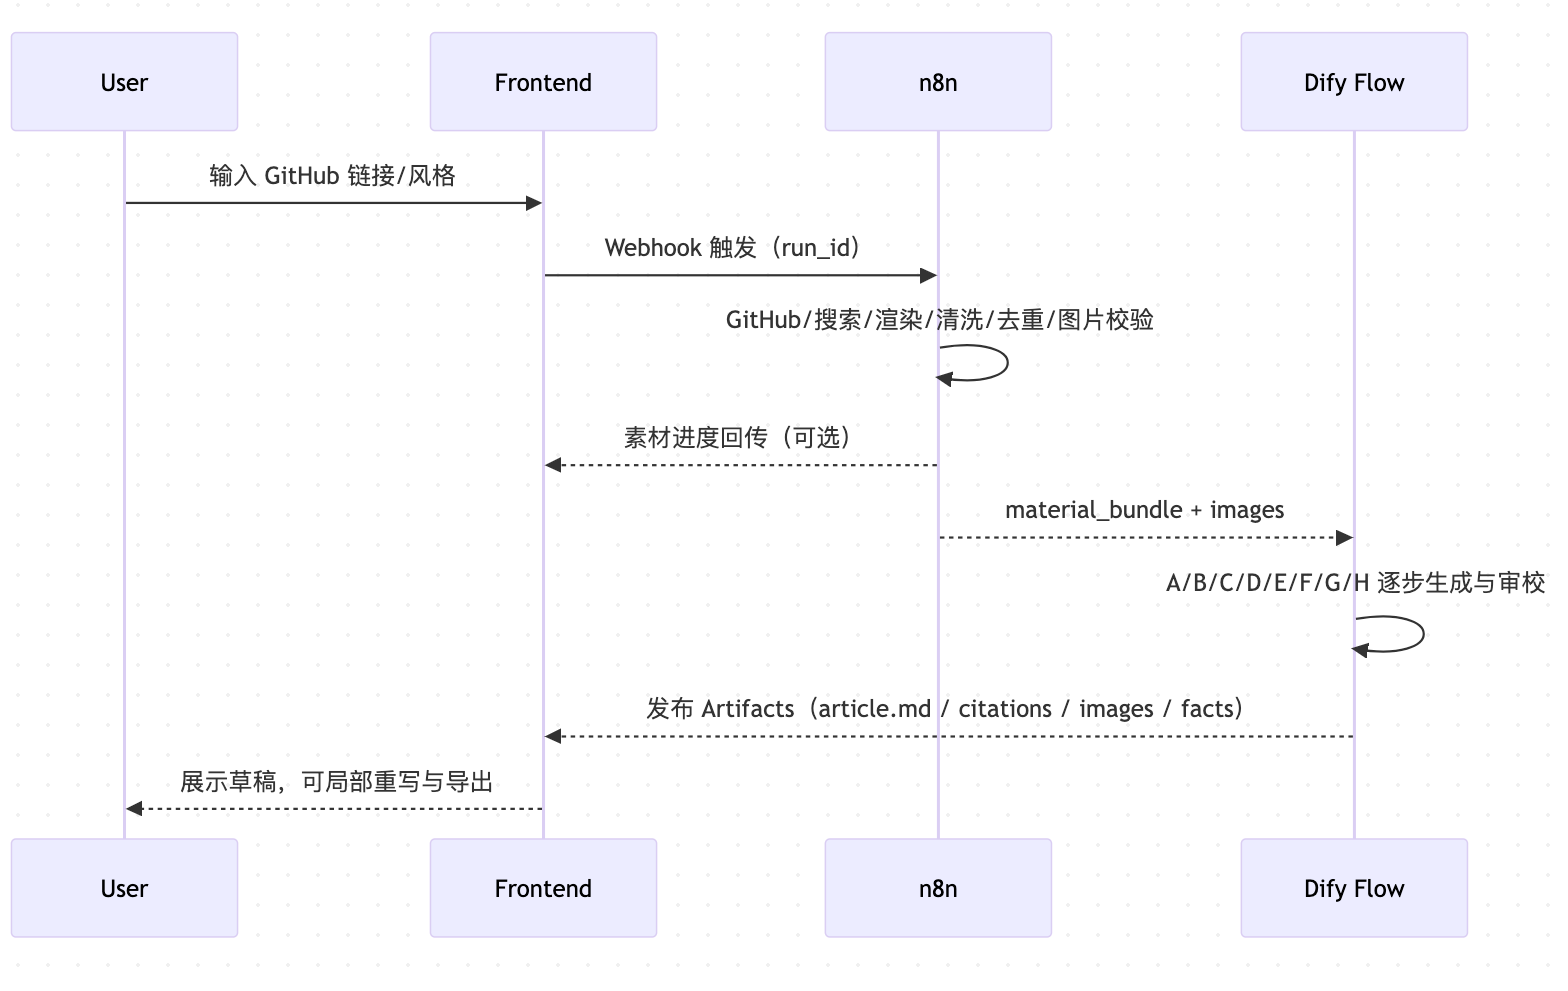 User
Frontend
n8n
Dify Flow
输入 GitHub 链接/风格
Webhook 触发（run_id）
GitHub/搜索/渲染/清洗/去重/图片校验
素材进度回传（可选）
material_bundle + images
A/B/C/D/E/F/G/H 逐步生成与审校
发布 Artifacts（article.md / citations / images / facts）
展示草稿，可局部重写与导出
User
Frontend
n8n
Dify Flow